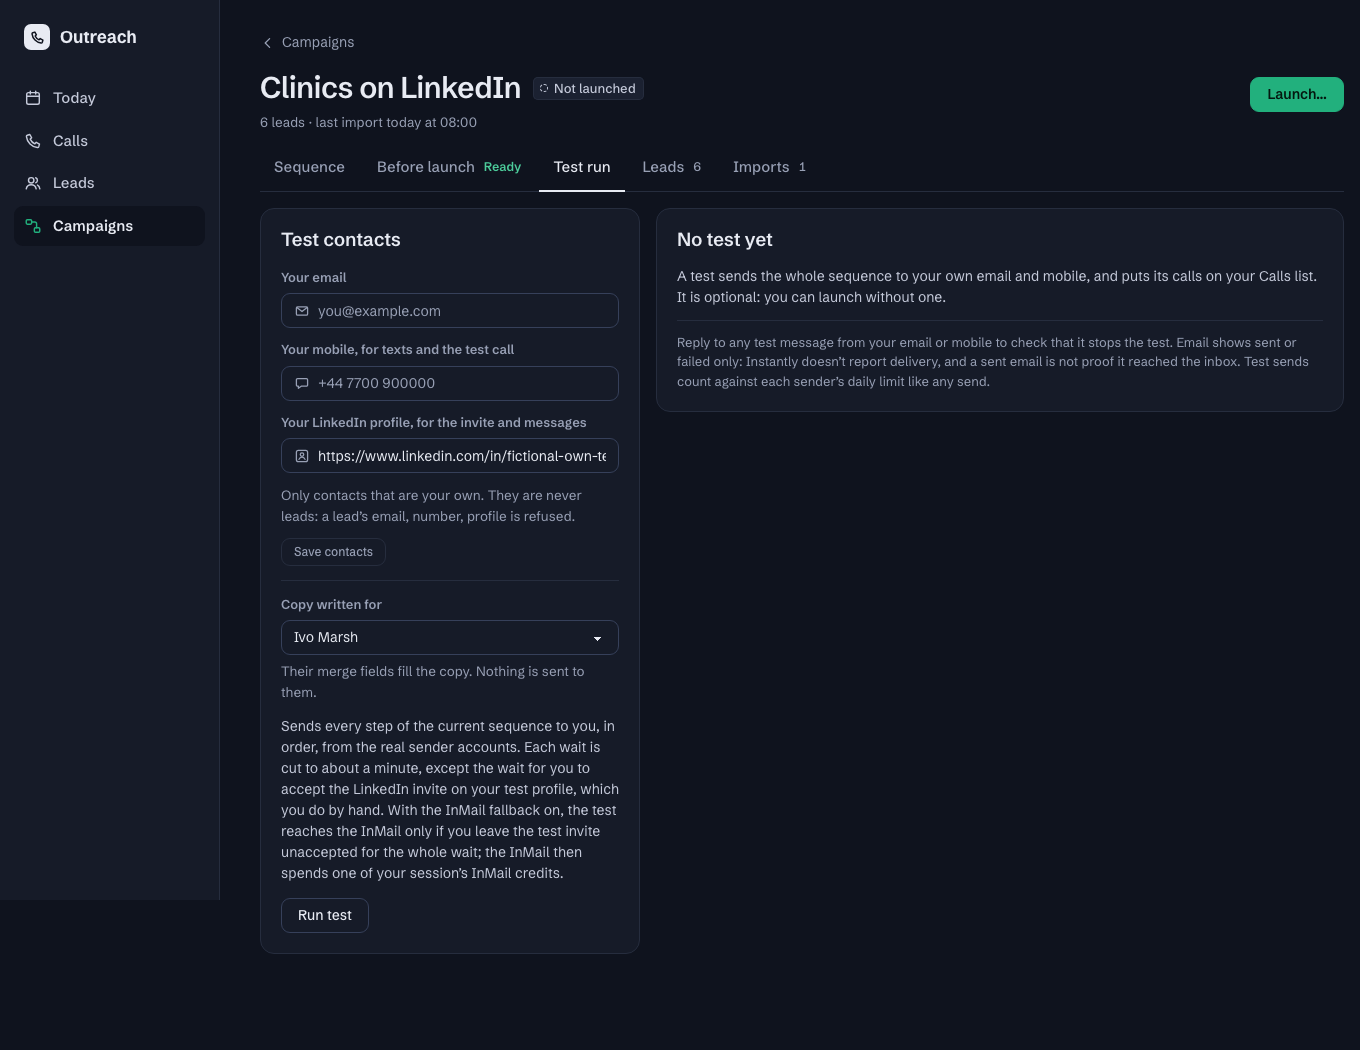 Outreach
Today
Calls
Leads
Campaigns
Campaigns
Clinics on LinkedIn
Not launched
Launch...
6 leads · last import today at 08:00
Sequence
Before launch Ready
Test run
Leads 6
Imports 1
Test contacts
Your email
you@example.com
Your mobile, for texts and the test call
+44 7700 900000
Your LinkedIn profile, for the invite and messages
https://www.linkedin.com/in/fictional-own-te
Only contacts that are your own. They are never
leads: a lead’s email, number, profile is refused.
Save contacts
Copy written for
Ivo Marsh
Their merge fields fill the copy. Nothing is sent to
them.
Sends every step of the current sequence to you, in
order, from the real sender accounts. Each wait is
cut to about a minute, except the wait for you to
accept the LinkedIn invite on your test profile, which
you do by hand. With the InMail fallback on, the test
reaches the InMail only if you leave the test invite
unaccepted for the whole wait; the InMail then
spends one of your session’s InMail credits.
Run test
No test yet
A test sends the whole sequence to your own email and mobile, and puts its calls on your Calls list.
It is optional: you can launch without one.
Reply to any test message from your email or mobile to check that it stops the test. Email shows sent or
failed only: Instantly doesn’t report delivery, and a sent email is not proof it reached the inbox. Test sends
count against each sender’s daily limit like any send.